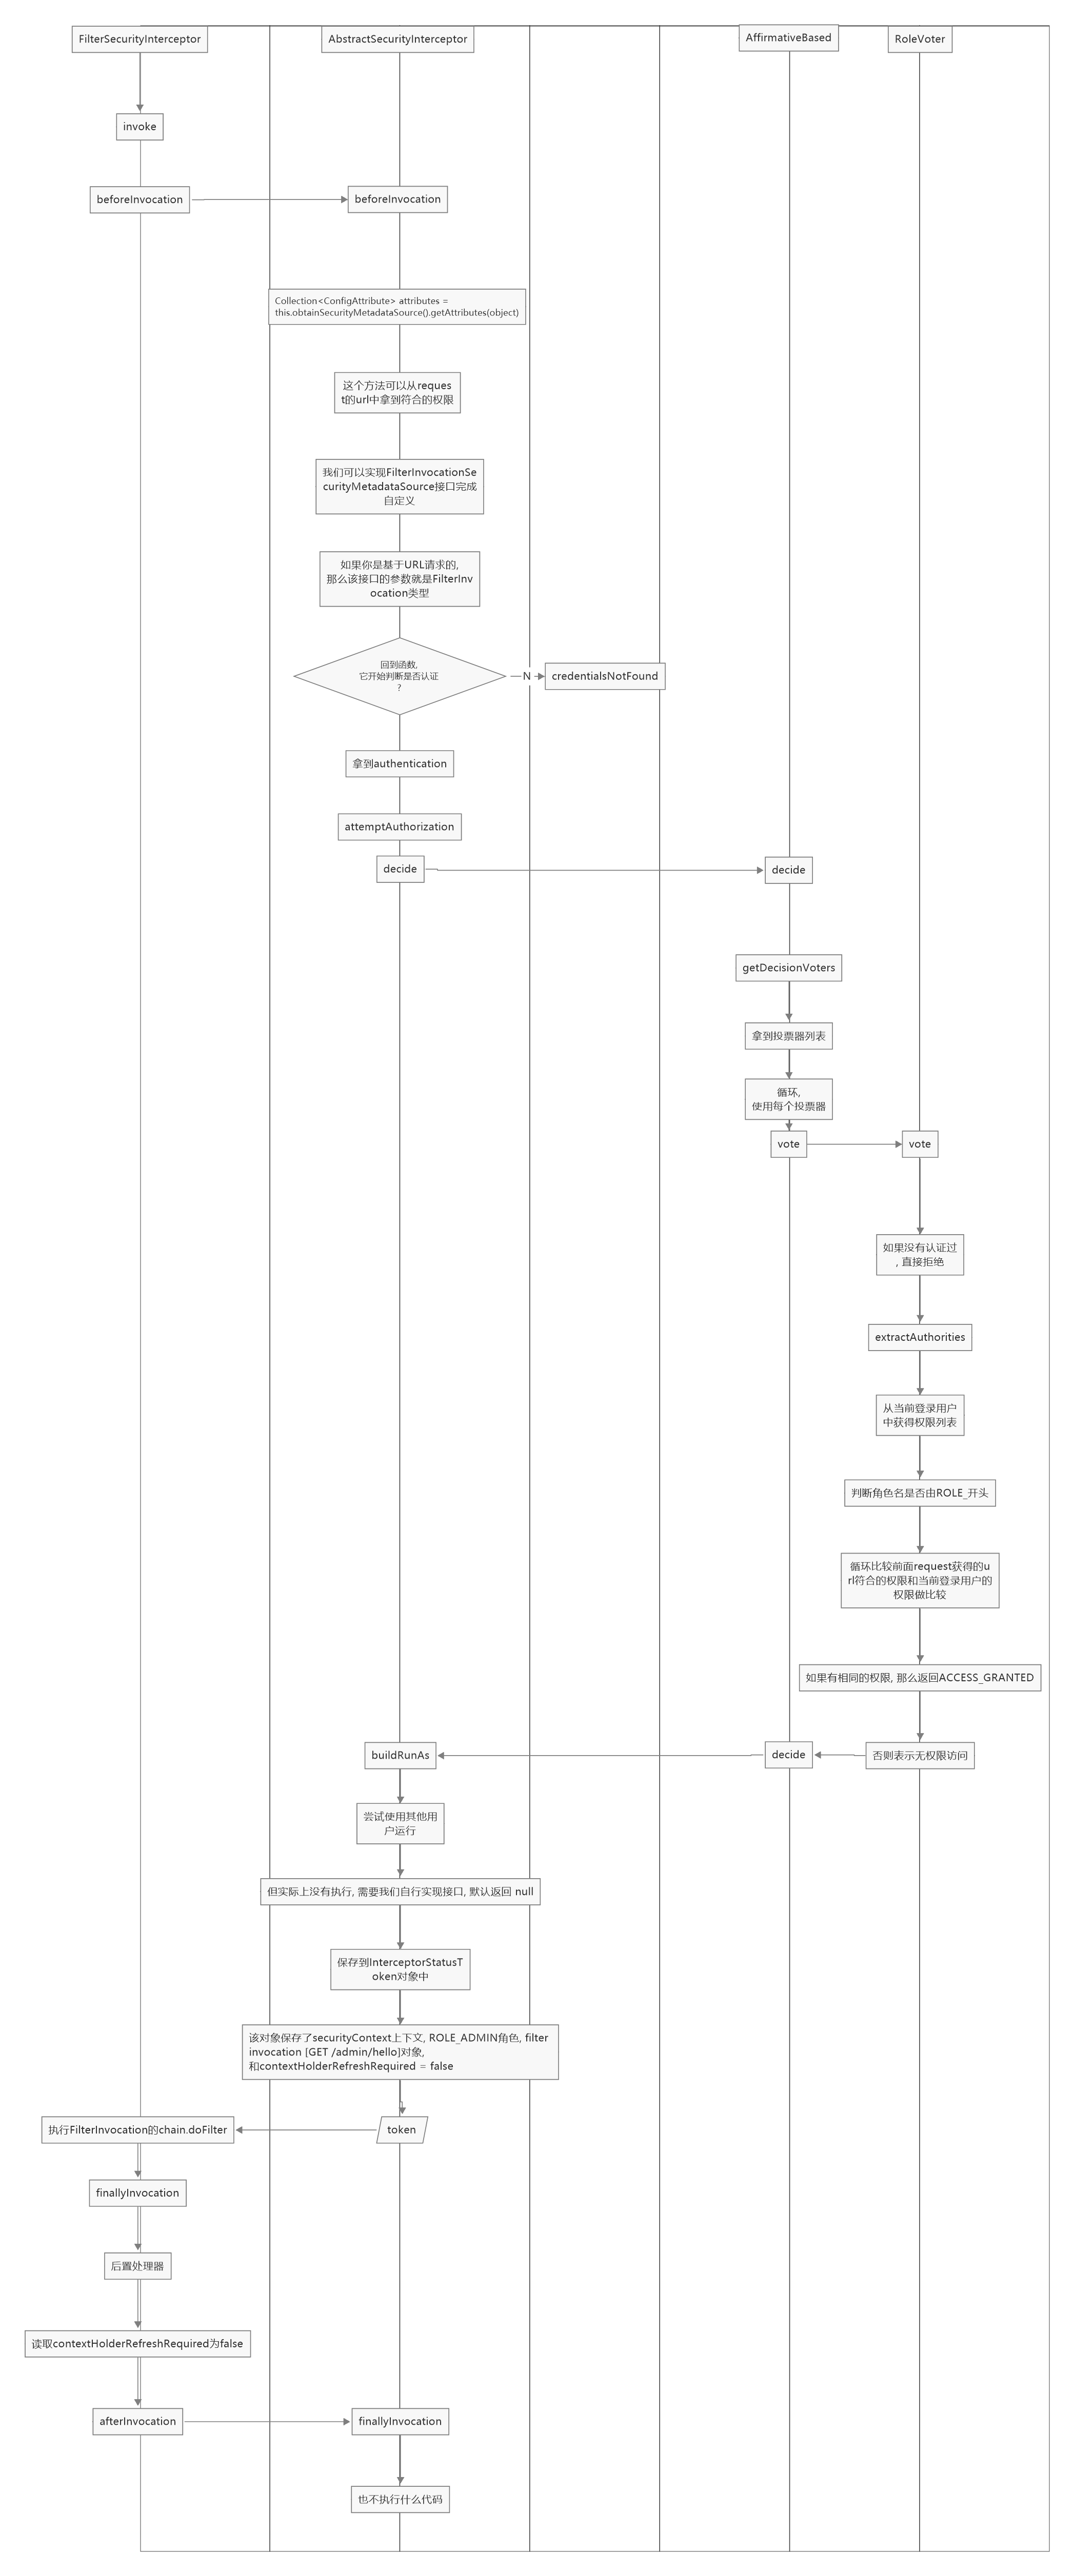 FilterSecurityInterceptor
AbstractSecurityInterceptor
AffirmativeBased
RoleVoter
invoke
beforeInvocation
beforeInvocation
Collection<ConfigAttribute> attributes =
this.obtainSecurityMetadataSource().getAttributes(object)
这个方法可以从reques
t的url中拿到符合的权限
我们可以实现FilterInvocationSe
curityMetadataSource接口完成
自定义
如果你是基于URL请求的,
那么该接口的参数就是FilterInv
ocation类型
回到函数,
它开始判断是否认证
?
N
credentialsNotFound
拿到authentication
attemptAuthorization
decide
decide
getDecisionVoters
拿到投票器列表
循环,
使用每个投票器
vote
vote
如果没有认证过
, 直接拒绝
extractAuthorities
从当前登录用户
中获得权限列表
判断角色名是否由ROLE_开头
循环比较前面request获得的u
rl符合的权限和当前登录用户的
权限做比较
如果有相同的权限, 那么返回ACCESS_GRANTED
buildRunAs
decide
否则表示无权限访问
尝试使用其他用
户运行
但实际上没有执行, 需要我们自行实现接口, 默认返回 null
保存到InterceptorStatusT
oken对象中
该对象保存了securityContext上下文, ROLE_ADMIN角色, filter
invocation [GET /admin/hello]对象,
和contextHolderRefreshRequired = false
执行FilterInvocation的chain.doFilter
token
finallyInvocation
后置处理器
读取contextHolderRefreshRequired为false
afterInvocation
finallyInvocation
也不执行什么代码